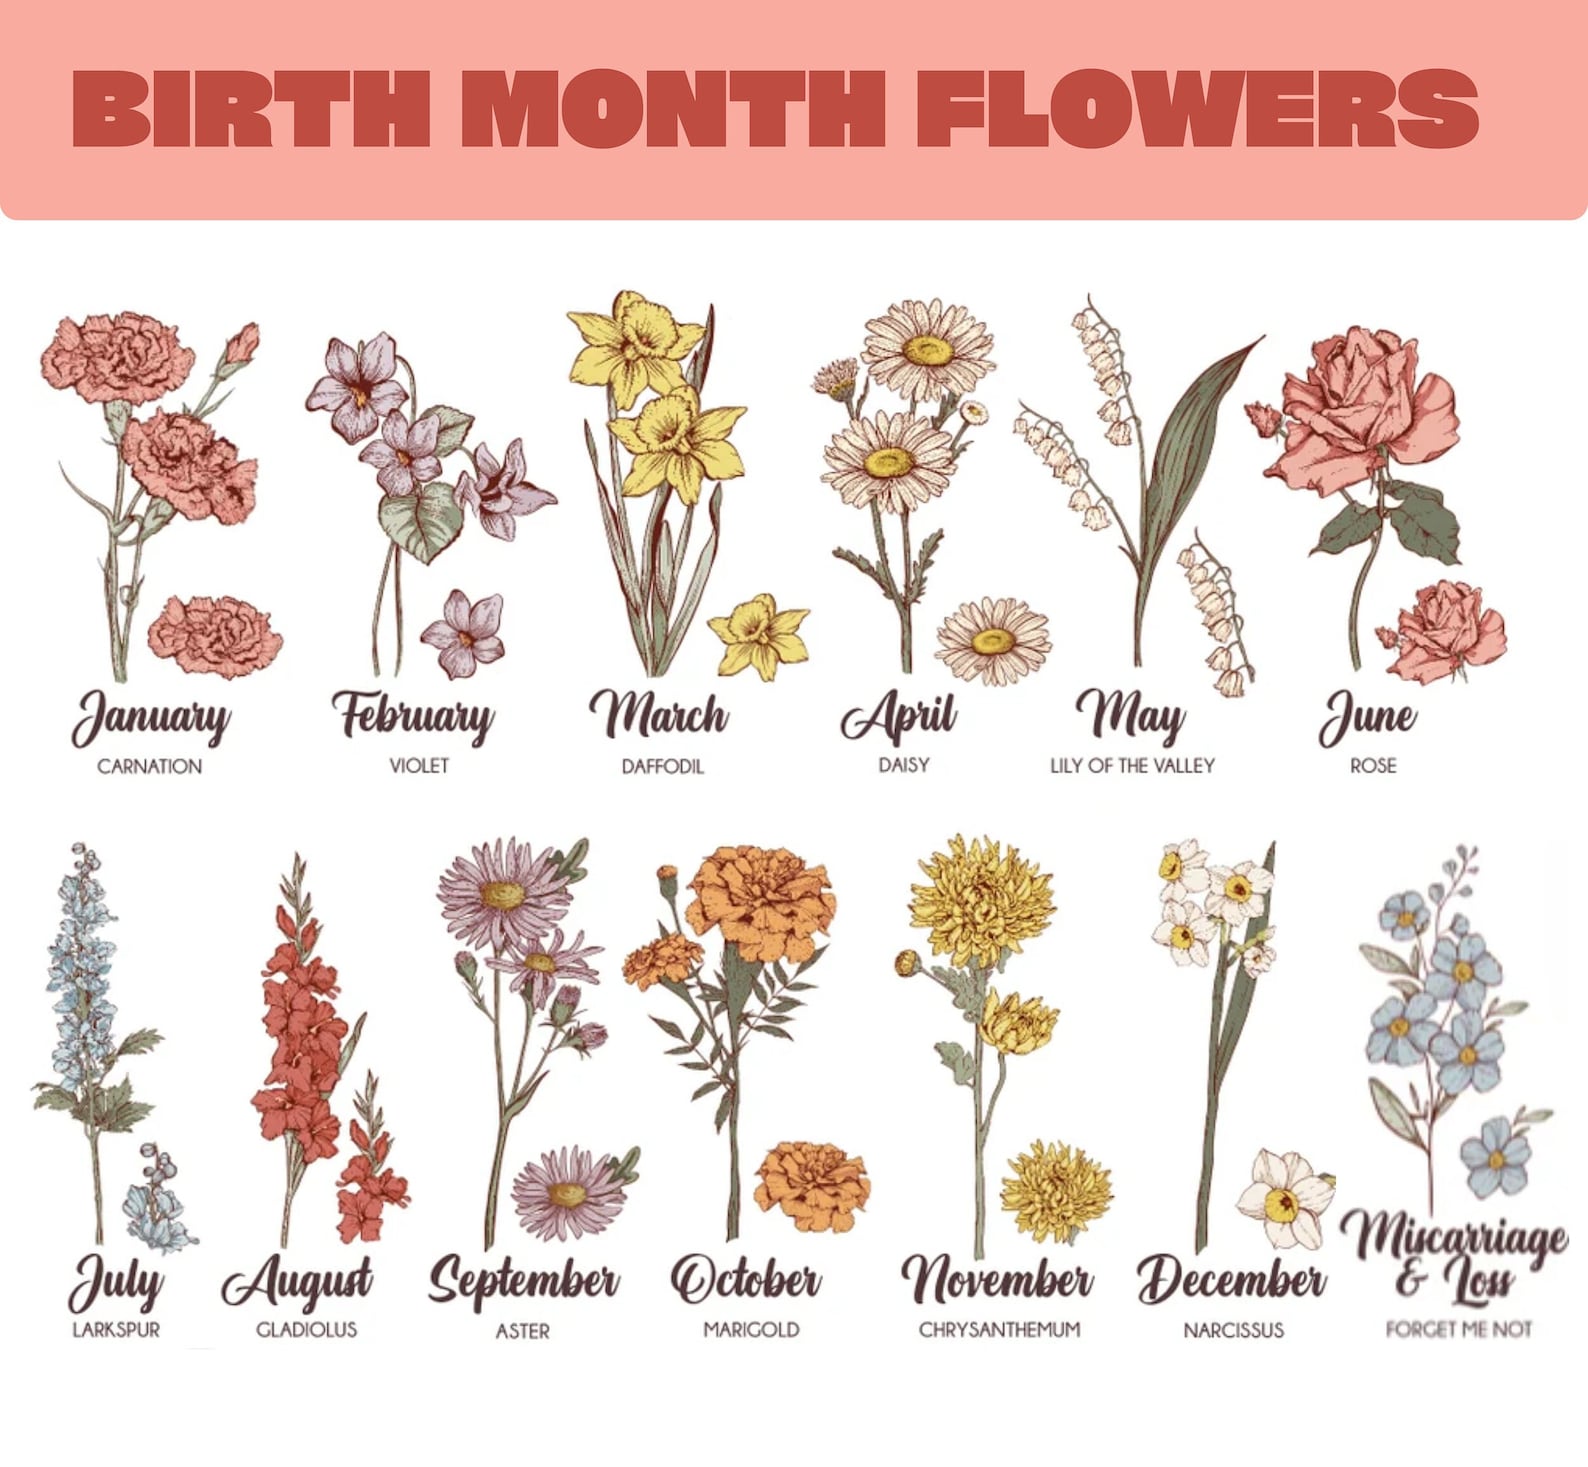 BIRTH MONTH FLOWERS
January
CARNATION
February
VIOLET
March
DAFFODIL
April
DAISY
May
LILY OF THE VALLEY
June
ROSE
July
LARKSPUR
August
GLADIOLUS
September
ASTER
October
MARIGOLD
November
CHRYSANTHEMUM
December
NARCISSUS
Miscarriage
& Loss
FORGET ME NOT